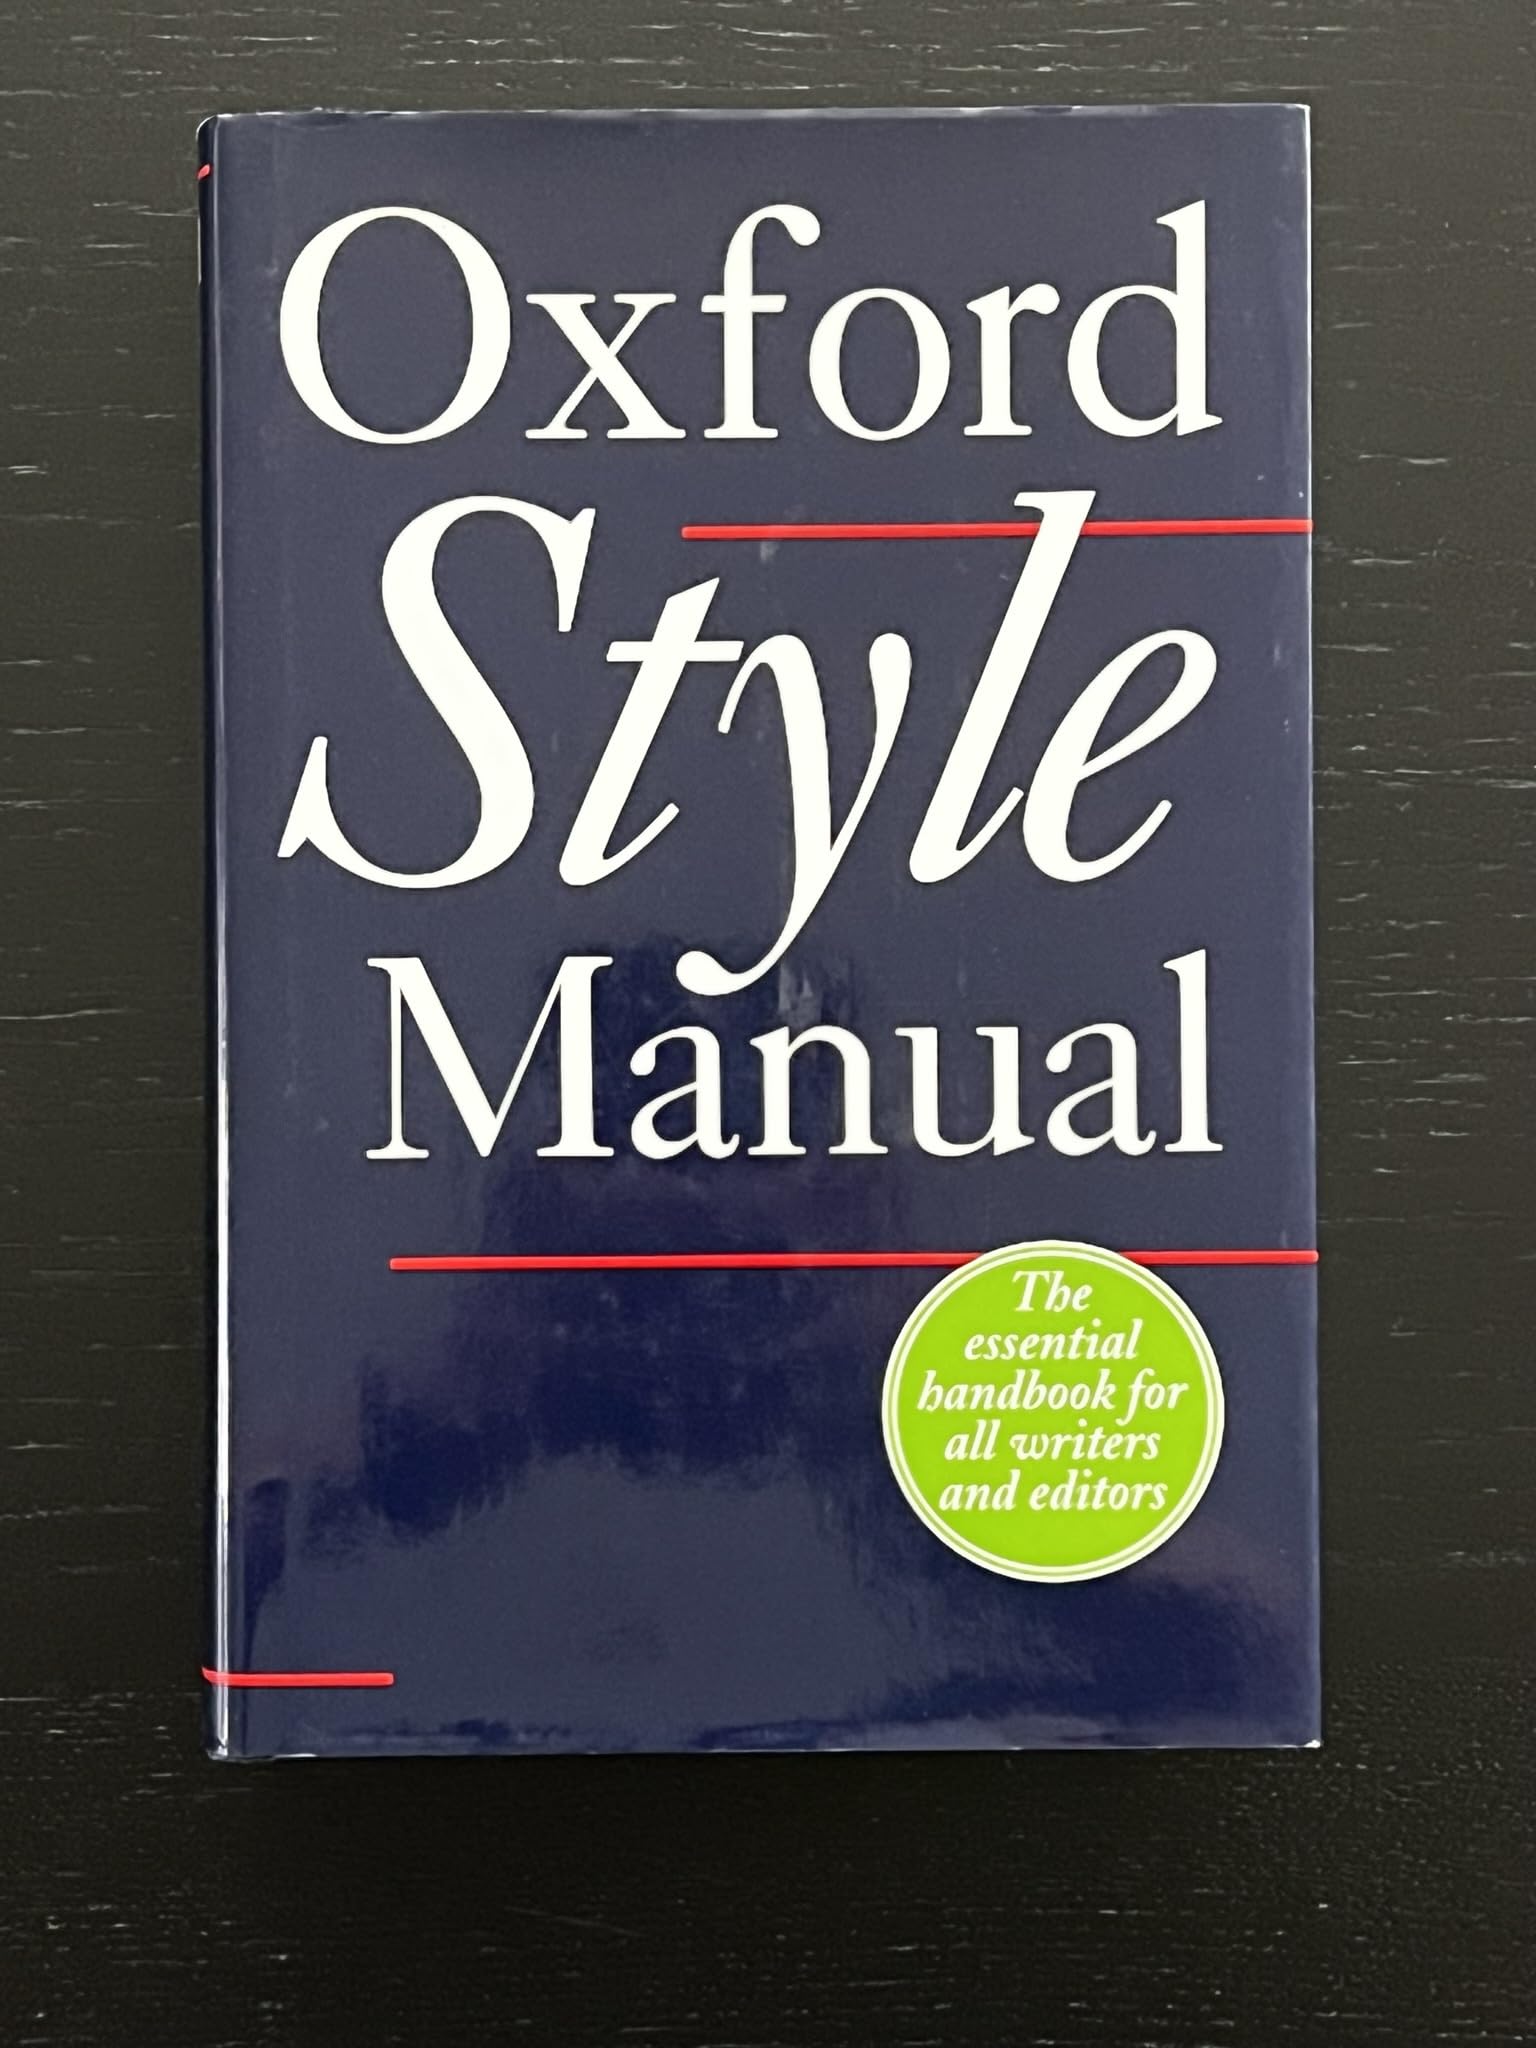 Oxford
Style
Manual
The
essential
handbook for
all writers
and editors